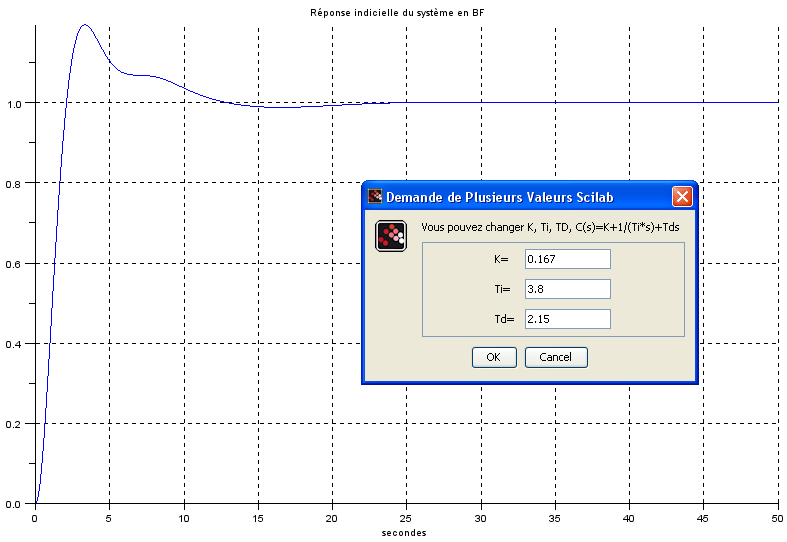 Réponse indicielle du système en BF
1.0
0.8
0.6
0.4
0.2
0.0
0 5 10 15 20 25 30 35 40 45 50
secondes
Demande de Plusieurs Valeurs Scilab
Vous pouvez changer K, Ti, TD, C(s)=K+1/(Ti*s)+Tds
K= 0.167
Ti= 3.8
Td= 2.15
OK Cancel